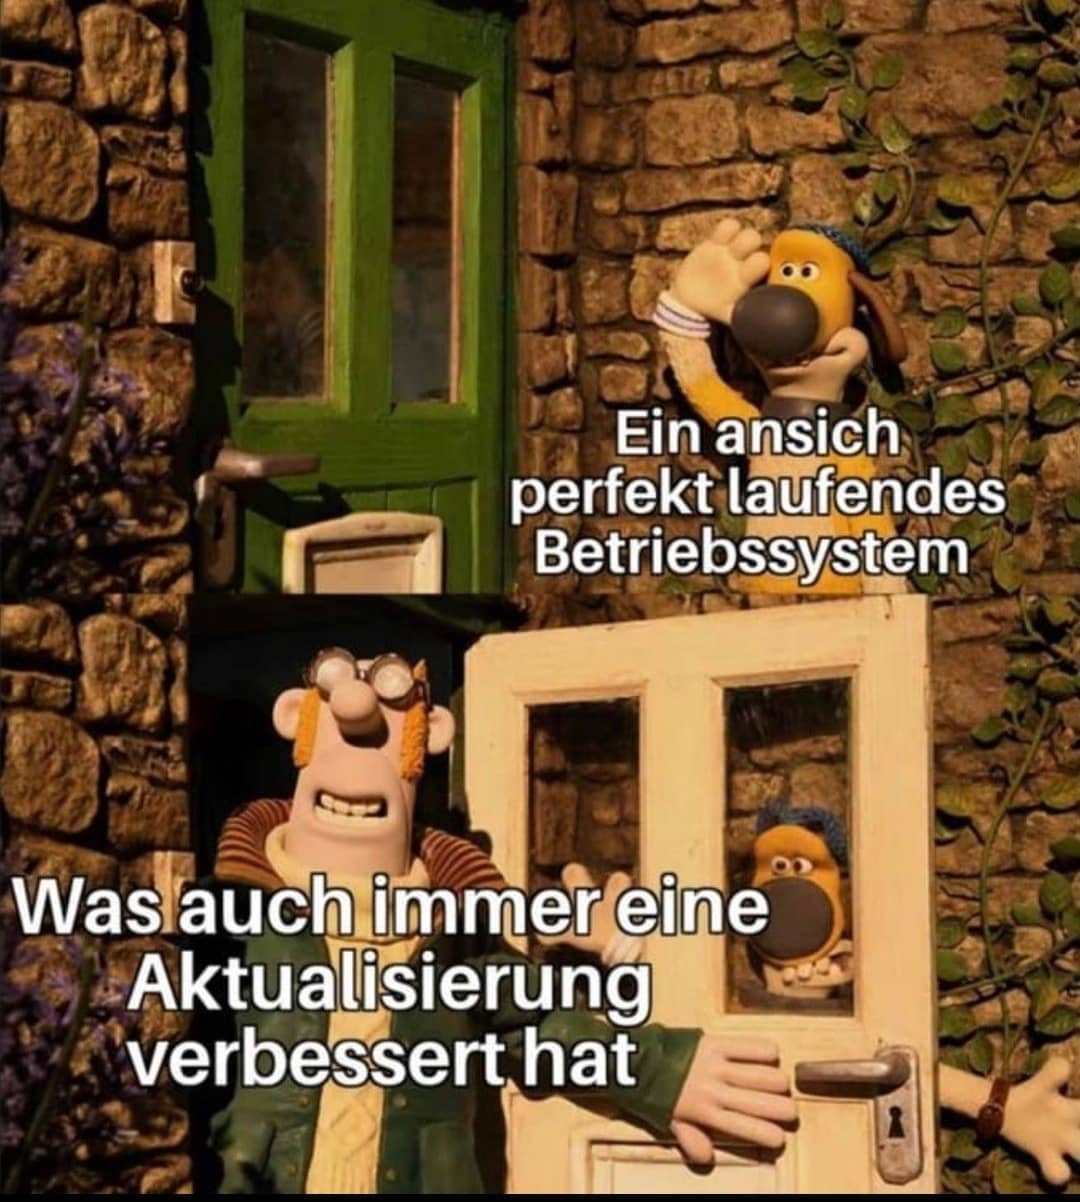 Ein ansich
perfekt laufendes
Betriebssystem
Was auch immer eine
Aktualisierung
verbessert hat